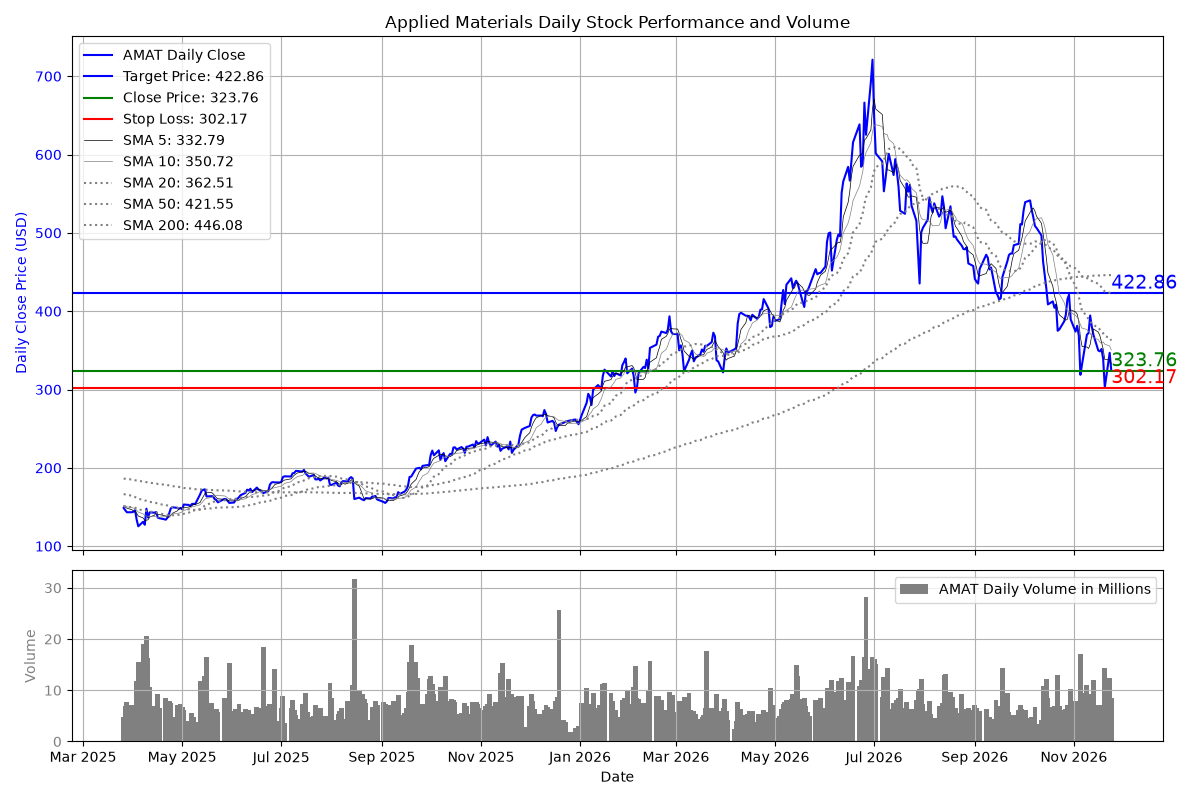 Applied Materials Daily Stock Performance and Volume
AMAT Daily Close
Target Price: 422.86
Close Price: 323.76
Stop Loss: 302.17
SMA 5: 332.79
SMA 10: 350.72
SMA 20: 362.51
SMA 50: 421.55
SMA 200: 446.08
Daily Close Price (USD)
700
600
500
400
300
200
100
422.86
323.76
302.17
AMAT Daily Volume in Millions
Volume
30
20
10
0
Mar 2025 May 2025 Jul 2025 Sep 2025 Nov 2025 Jan 2026 Mar 2026 May 2026 Jul 2026 Sep 2026 Nov 2026
Date